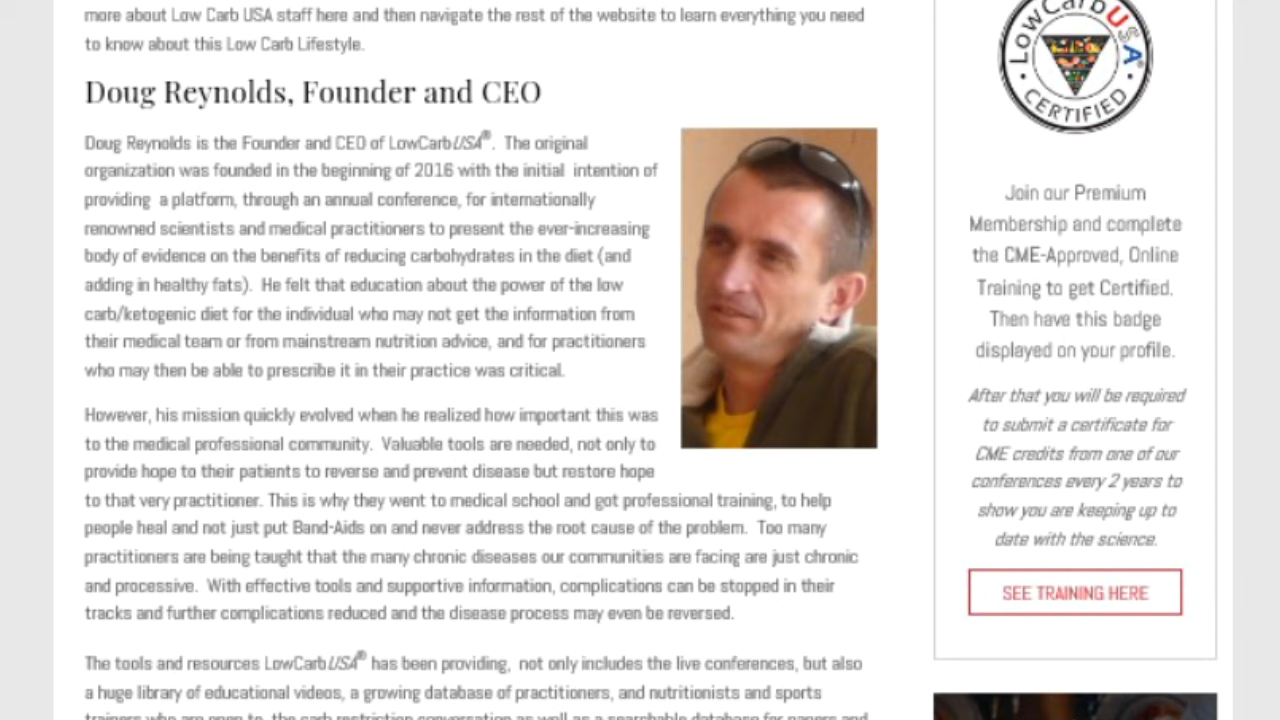 more about Low Carb USA staff here and then navigate the rest of the website to learn everything you need
to know about this Low Carb Lifestyle.
Doug Reynolds, Founder and CEO
Doug Reynolds is the Founder and CEO of LowCarbUSA®. The original
organization was founded in the beginning of 2016 with the initial intention of
providing a platform, through an annual conference, for internationally
renowned scientists and medical practitioners to present the ever-increasing
body of evidence on the benefits of reducing carbohydrates in the diet (and
adding in healthy fats). He felt that education about the power of the low
carb/ketogenic diet for the individual who may not get the information from
their medical team or from mainstream nutrition advice, and for practitioners
who may then be able to prescribe it in their practice was critical.
However, his mission quickly evolved when he realized how important this was
to the medical professional community. Valuable tools are needed, not only to
provide hope to their patients to reverse and prevent disease but restore hope
to that very practitioner. This is why they went to medical school and got professional training, to help
people heal and not just put Band-Aids on and never address the root cause of the problem. Too many
practitioners are being taught that the many chronic diseases our communities are facing are just chronic
and processive. With effective tools and supportive information, complications can be stopped in their
tracks and further complications reduced and the disease process may even be reversed.
The tools and resources LowCarbUSA® has been providing, not only includes the live conferences, but also
a huge library of educational videos, a growing database of practitioners, and nutritionists and sports
trainers who are open to the carb restriction conversation as well as a searchable database for papers and
LowCarbUSA®
CERTIFIED
Join our Premium
Membership and complete
the CME-Approved, Online
Training to get Certified.
Then have this badge
displayed on your profile.
After that you will be required
to submit a certificate for
CME credits from one of our
conferences every 2 years to
show you are keeping up to
date with the science.
SEE TRAINING HERE